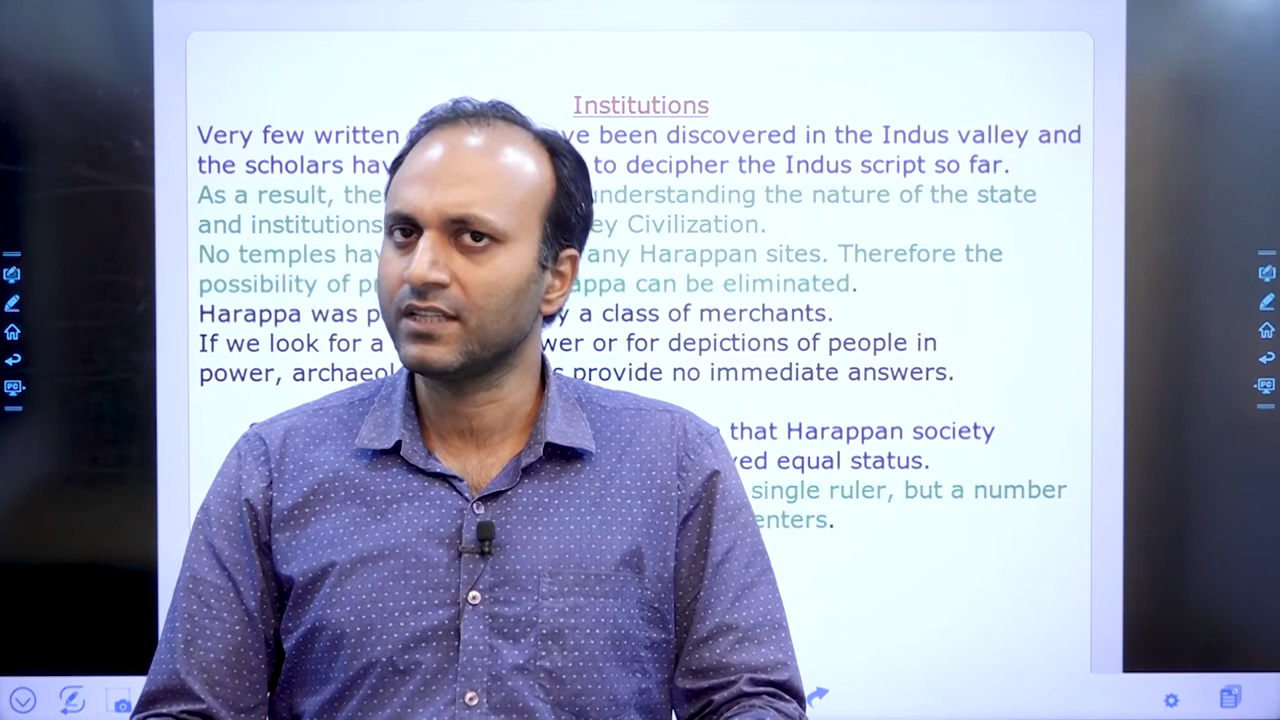 Institutions
Very few written ve been discovered in the Indus valley and
the scholars hav to decipher the Indus script so far.
As a result, the understanding the nature of the state
and institutions ey Civilization.
No temples hav any Harappan sites. Therefore the
possibility of p appa can be eliminated.
Harappa was p y a class of merchants.
If we look for a wer or for depictions of people in
power, archaeol s provide no immediate answers.
that Harappan society
ved equal status.
single ruler, but a number
enters.
PC
PC